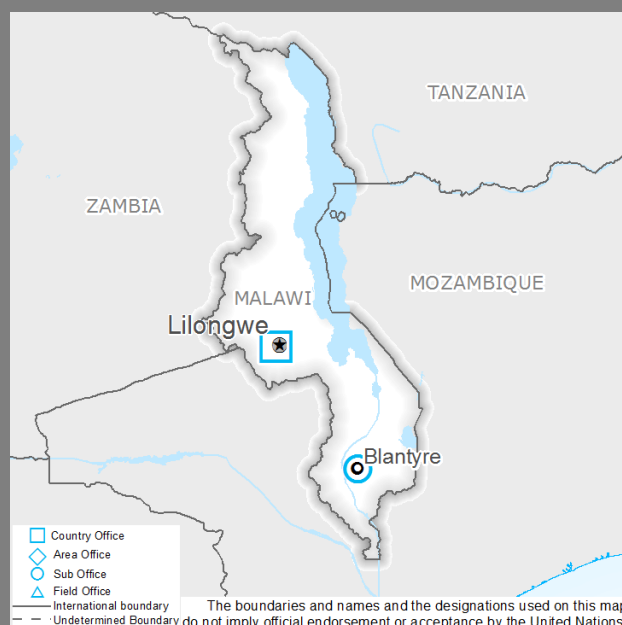 TANZANIA
ZAMBIA
MOZAMBIQUE
MALAWI
Lilongwe
Blantyre
Country Office
Area Office
Sub Office
Field Office
International boundary
Undetermined Boundary
The boundaries and names and the designations used on this map
do not imply official endorsement or acceptance by the United Nations